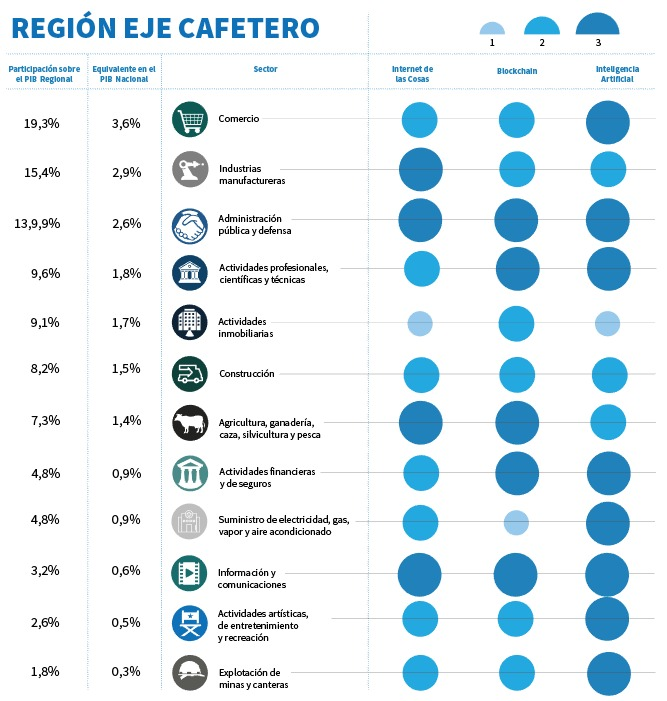 REGIÓN EJE CAFETERO
1 2 3
Participación sobre
el PIB Regional
Equivalente en el
PIB Nacional
Sector
Internet de
las Cosas
Blockchain
Inteligencia
Artificial
19,3% 3,6% Comercio
15,4% 2,9% Industrias
manufactureras
13,9,9% 2,6% Administración
pública y defensa
9,6% 1,8% Actividades profesionales,
científicas y técnicas
9,1% 1,7% Actividades
inmobiliarias
8,2% 1,5% Construcción
7,3% 1,4% Agricultura, ganadería,
caza, silvicultura y pesca
4,8% 0,9% Actividades financieras
y de seguros
4,8% 0,9% Suministro de electricidad, gas,
vapor y aire acondicionado
3,2% 0,6% Información y
comunicaciones
2,6% 0,5% Actividades artísticas,
de entretenimiento
y recreación
1,8% 0,3% Explotación de
minas y canteras